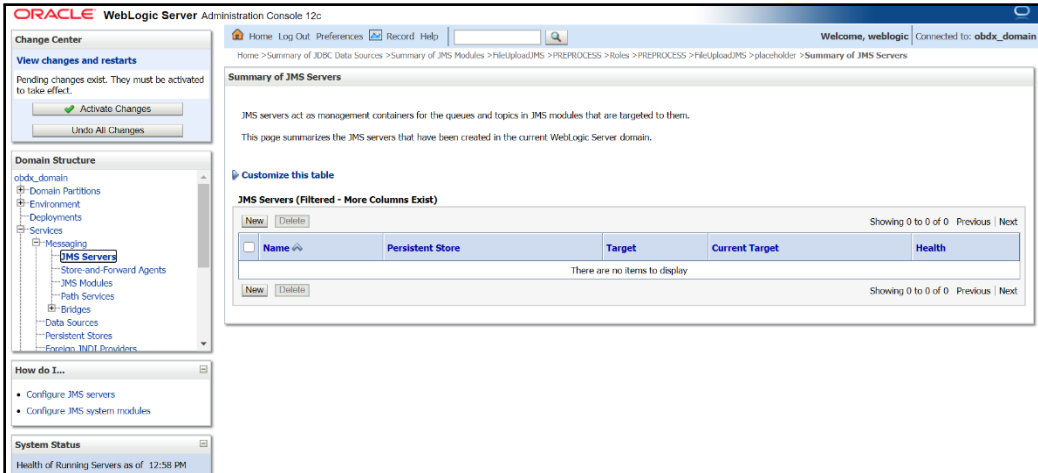 ORACLE WebLogic Server Administration Console 12c
Change Center
View changes and restarts
Pending changes exist. They must be activated
to take effect.
Activate Changes
Undo All Changes
Domain Structure
obdx_domain
Domain Partitions
Environment
Deployments
Services
Messaging
JMS Servers
Store-and-Forward Agents
JMS Modules
Path Services
Bridges
Data Sources
Persistent Stores
Foreign JNDI Providers
How do I...
Configure JMS servers
Configure JMS system modules
System Status
Health of Running Servers as of 12:58 PM
Home Log Out Preferences Record Help
Welcome, weblogic Connected to: obdx_domain
Home >Summary of JDBC Data Sources >Summary of JMS Modules >FileUploadJMS >PREPROCESS >Roles >PREPROCESS >FileUploadJMS >placeholder >Summary of JMS Servers
Summary of JMS Servers
JMS servers act as management containers for the queues and topics in JMS modules that are targeted to them.
This page summarizes the JMS servers that have been created in the current WebLogic Server domain.
Customize this table
JMS Servers (Filtered - More Columns Exist)
New Delete Showing 0 to 0 of 0 Previous | Next
Name Persistent Store Target Current Target Health
There are no items to display
New Delete Showing 0 to 0 of 0 Previous | Next